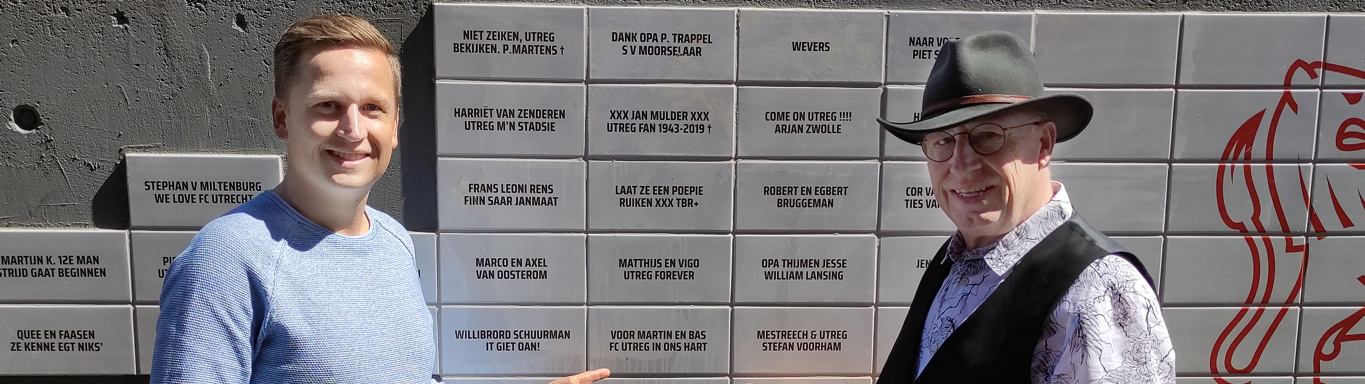 NIET ZEIKEN, UTREG
BEKIJKEN. P.MARTENS †
DANK OPA P. TRAPPEL
S V MOORSELAAR
WEVERS
NAAR
PIET
HARRIËT VAN ZENDEREN
UTREG M'N STADSIE
XXX JAN MULDER XXX
UTREG FAN 1943-2019 †
COME ON UTREG !!!!
ARJAN ZWOLLE
STEPHAN V MILTENBURG
WE LOVE FC UTRECHT
FRANS LEONI RENS
FINN SAAR JANMAAT
LAAT ZE EEN POEPIE
RUIKEN XXX TBR+
ROBERT EN EGBERT
BRUGGEMAN
COR
TIES
MARTIJN K. 12E MAN
STRIJD GAAT BEGINNEN
MARCO EN AXEL
VAN OOSTEROM
MATTHIJS EN VIGO
UTREG FOREVER
OPA THIJMEN JESSE
WILLIAM LANSING
QUEE EN FAASEN
ZE KENNE EGT NIKS'
WILLIBRORD SCHUURMAN
IT GIET OAN!
VOOR MARTIN EN BAS
FC UTREG IN ONS HART
MESTREECH & UTREG
STEFAN VOORHAM